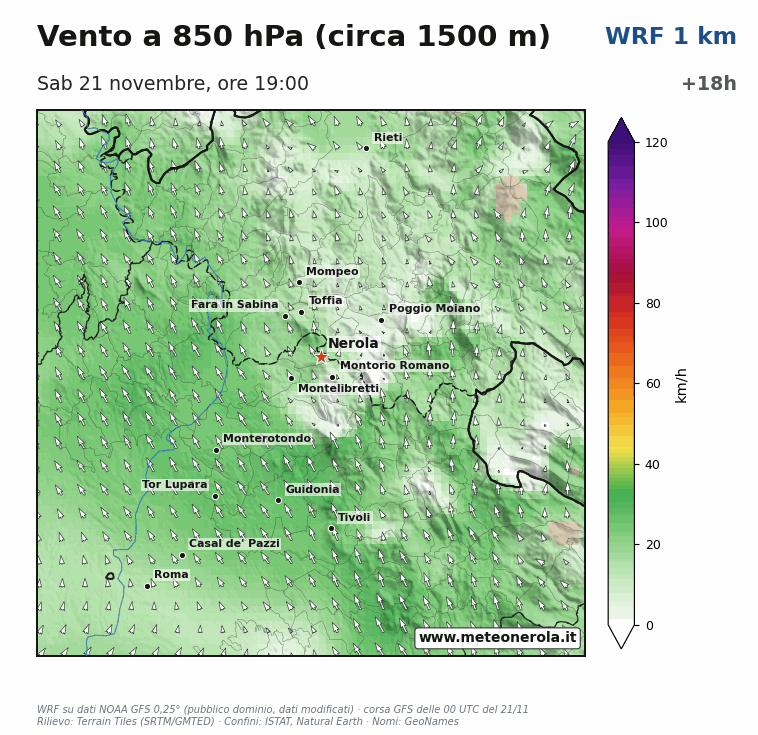 Vento a 850 hPa (circa 1500 m)
WRF 1 km
Sab 21 novembre, ore 19:00
+18h
Rieti
Mompeo
Toffia
Fara in Sabina
Poggio Moiano
Nerola
Montorio Romano
Montelibretti
Monterotondo
Tor Lupara
Guidonia
Tivoli
Casal de' Pazzi
Roma
www.meteonerola.it
120
100
80
60
40
20
0
km/h
WRF su dati NOAA GFS 0,25° (pubblico dominio, dati modificati) · corsa GFS delle 00 UTC del 21/11
Rilievo: Terrain Tiles (SRTM/GMTED) · Confini: ISTAT, Natural Earth · Nomi: GeoNames